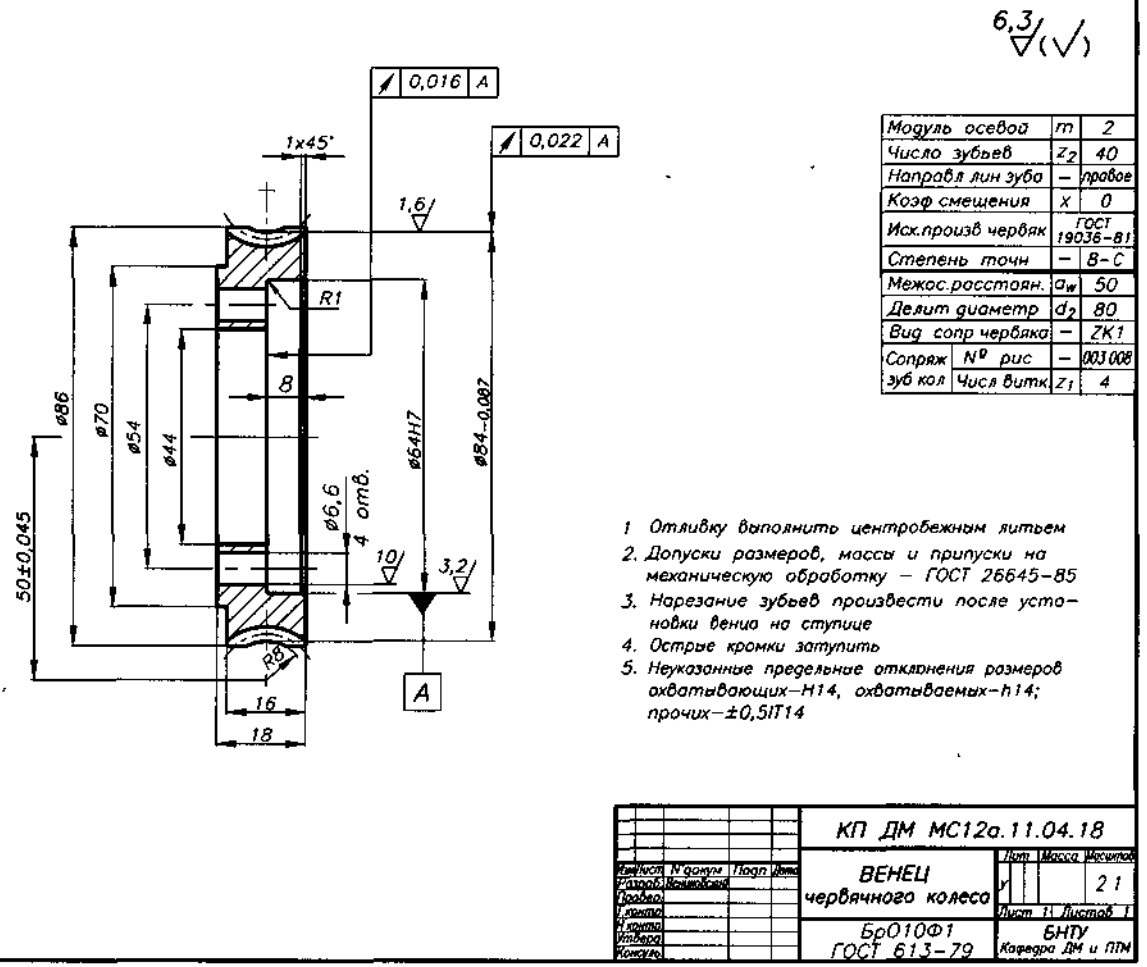 6,3 (√)
0,016 A
0,022 A
1x45°
1,6
R1
8
ø86
ø70
ø54
ø44
ø64H7
ø84-0,087
50±0,045
ø6,6
4 отв.
10
3,2
R8
A
16
18
Модуль осевой m 2
Число зубьев z2 40
Направл лин зуба – правое
Коэф смещения x 0
Исх.произв червяк ГОСТ 19036-81
Степень точн – 8-С
Межос.расстоян. aw 50
Делит диаметр d2 80
Вид сопр червяка – ZK1
Сопряж зуб кол № рис – 003 008
Числ витк z1 4
1 Отливку выполнить центробежным литьем
2. Допуски размеров, массы и припуски на
механическую обработку – ГОСТ 26645-85
3. Нарезание зубьев произвести после уста-
новки венца на ступице
4. Острые кромки затупить
5. Неуказанные предельные отклонения размеров
охватывающих–H14, охватываемых–h14;
прочих–±0,5IT14
КП ДМ МС12а.11.04.18
Изм Лист N докум Подп Дата
Разраб.
Провер.
Т контр
Н контр
Утверд
Консул.
ВЕНЕЦ
червячного колеса
Лит Масса Масштаб
У 2 1
Лист 1 Листов 1
БрО10Ф1
ГОСТ 613-79
БНТУ
Кафедра ДМ и ПТМ